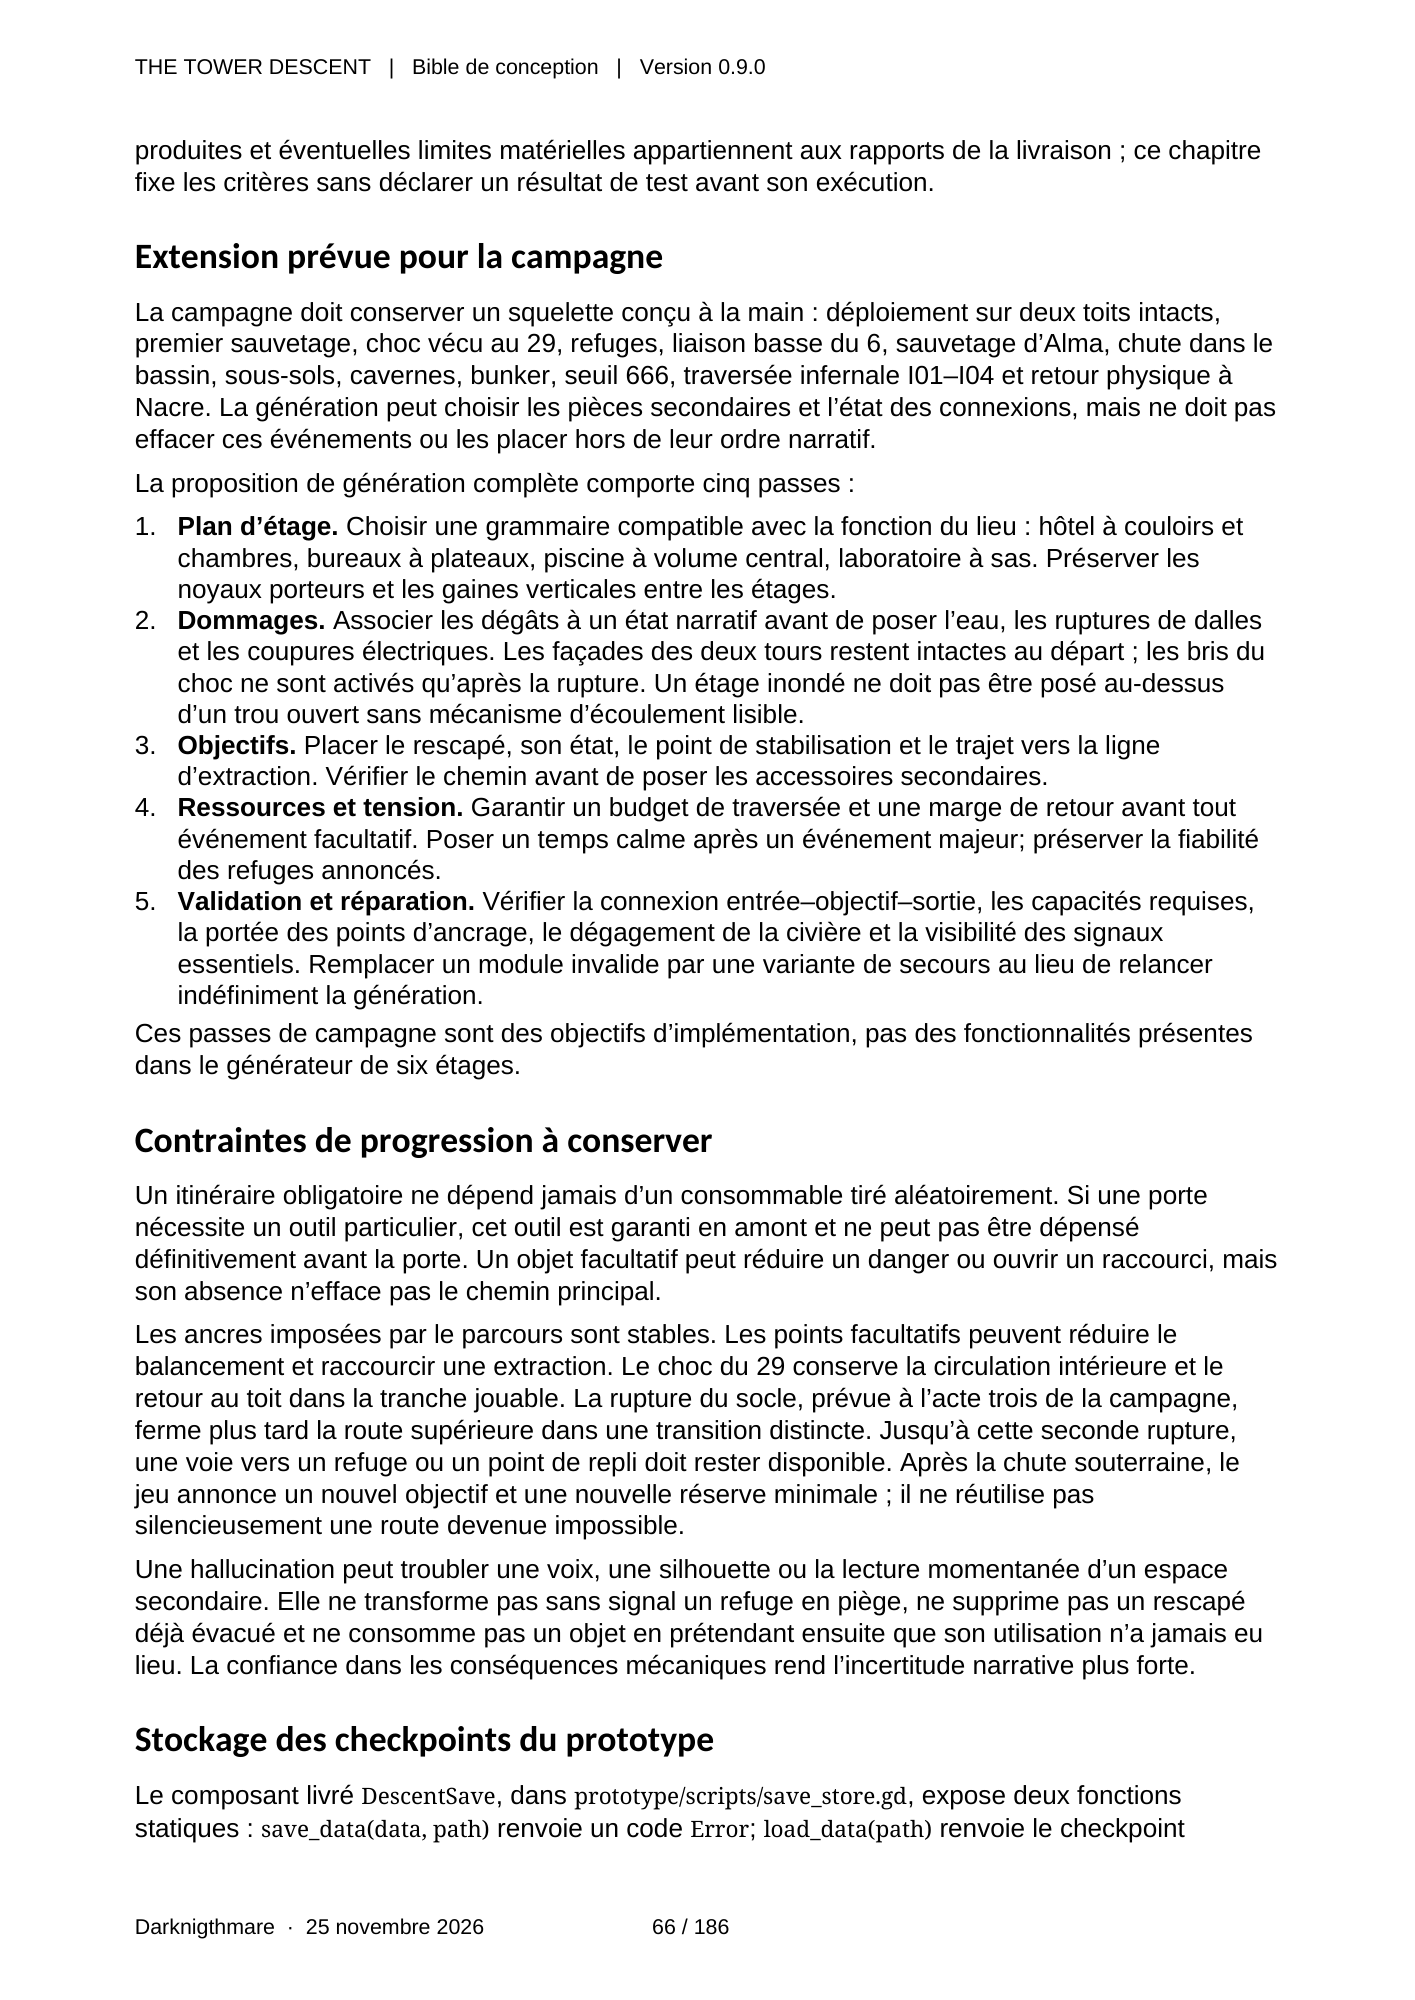 THE TOWER DESCENT | Bible de conception | Version 0.9.0
produites et éventuelles limites matérielles appartiennent aux rapports de la livraison ; ce chapitre
fixe les critères sans déclarer un résultat de test avant son exécution.
Extension prévue pour la campagne
La campagne doit conserver un squelette conçu à la main : déploiement sur deux toits intacts,
premier sauvetage, choc vécu au 29, refuges, liaison basse du 6, sauvetage d’Alma, chute dans le
bassin, sous-sols, cavernes, bunker, seuil 666, traversée infernale I01–I04 et retour physique à
Nacre. La génération peut choisir les pièces secondaires et l’état des connexions, mais ne doit pas
effacer ces événements ou les placer hors de leur ordre narratif.
La proposition de génération complète comporte cinq passes :
1. Plan d’étage. Choisir une grammaire compatible avec la fonction du lieu : hôtel à couloirs et
chambres, bureaux à plateaux, piscine à volume central, laboratoire à sas. Préserver les
noyaux porteurs et les gaines verticales entre les étages.
2. Dommages. Associer les dégâts à un état narratif avant de poser l’eau, les ruptures de dalles
et les coupures électriques. Les façades des deux tours restent intactes au départ ; les bris du
choc ne sont activés qu’après la rupture. Un étage inondé ne doit pas être posé au-dessus
d’un trou ouvert sans mécanisme d’écoulement lisible.
3. Objectifs. Placer le rescapé, son état, le point de stabilisation et le trajet vers la ligne
d’extraction. Vérifier le chemin avant de poser les accessoires secondaires.
4. Ressources et tension. Garantir un budget de traversée et une marge de retour avant tout
événement facultatif. Poser un temps calme après un événement majeur; préserver la fiabilité
des refuges annoncés.
5. Validation et réparation. Vérifier la connexion entrée–objectif–sortie, les capacités requises,
la portée des points d’ancrage, le dégagement de la civière et la visibilité des signaux
essentiels. Remplacer un module invalide par une variante de secours au lieu de relancer
indéfiniment la génération.
Ces passes de campagne sont des objectifs d’implémentation, pas des fonctionnalités présentes
dans le générateur de six étages.
Contraintes de progression à conserver
Un itinéraire obligatoire ne dépend jamais d’un consommable tiré aléatoirement. Si une porte
nécessite un outil particulier, cet outil est garanti en amont et ne peut pas être dépensé
définitivement avant la porte. Un objet facultatif peut réduire un danger ou ouvrir un raccourci, mais
son absence n’efface pas le chemin principal.
Les ancres imposées par le parcours sont stables. Les points facultatifs peuvent réduire le
balancement et raccourcir une extraction. Le choc du 29 conserve la circulation intérieure et le
retour au toit dans la tranche jouable. La rupture du socle, prévue à l’acte trois de la campagne,
ferme plus tard la route supérieure dans une transition distincte. Jusqu’à cette seconde rupture,
une voie vers un refuge ou un point de repli doit rester disponible. Après la chute souterraine, le
jeu annonce un nouvel objectif et une nouvelle réserve minimale ; il ne réutilise pas
silencieusement une route devenue impossible.
Une hallucination peut troubler une voix, une silhouette ou la lecture momentanée d’un espace
secondaire. Elle ne transforme pas sans signal un refuge en piège, ne supprime pas un rescapé
déjà évacué et ne consomme pas un objet en prétendant ensuite que son utilisation n’a jamais eu
lieu. La confiance dans les conséquences mécaniques rend l’incertitude narrative plus forte.
Stockage des checkpoints du prototype
Le composant livré DescentSave, dans prototype/scripts/save_store.gd, expose deux fonctions
statiques : save_data(data, path) renvoie un code Error; load_data(path) renvoie le checkpoint
Darknigthmare · 25 novembre 2026 66 / 186